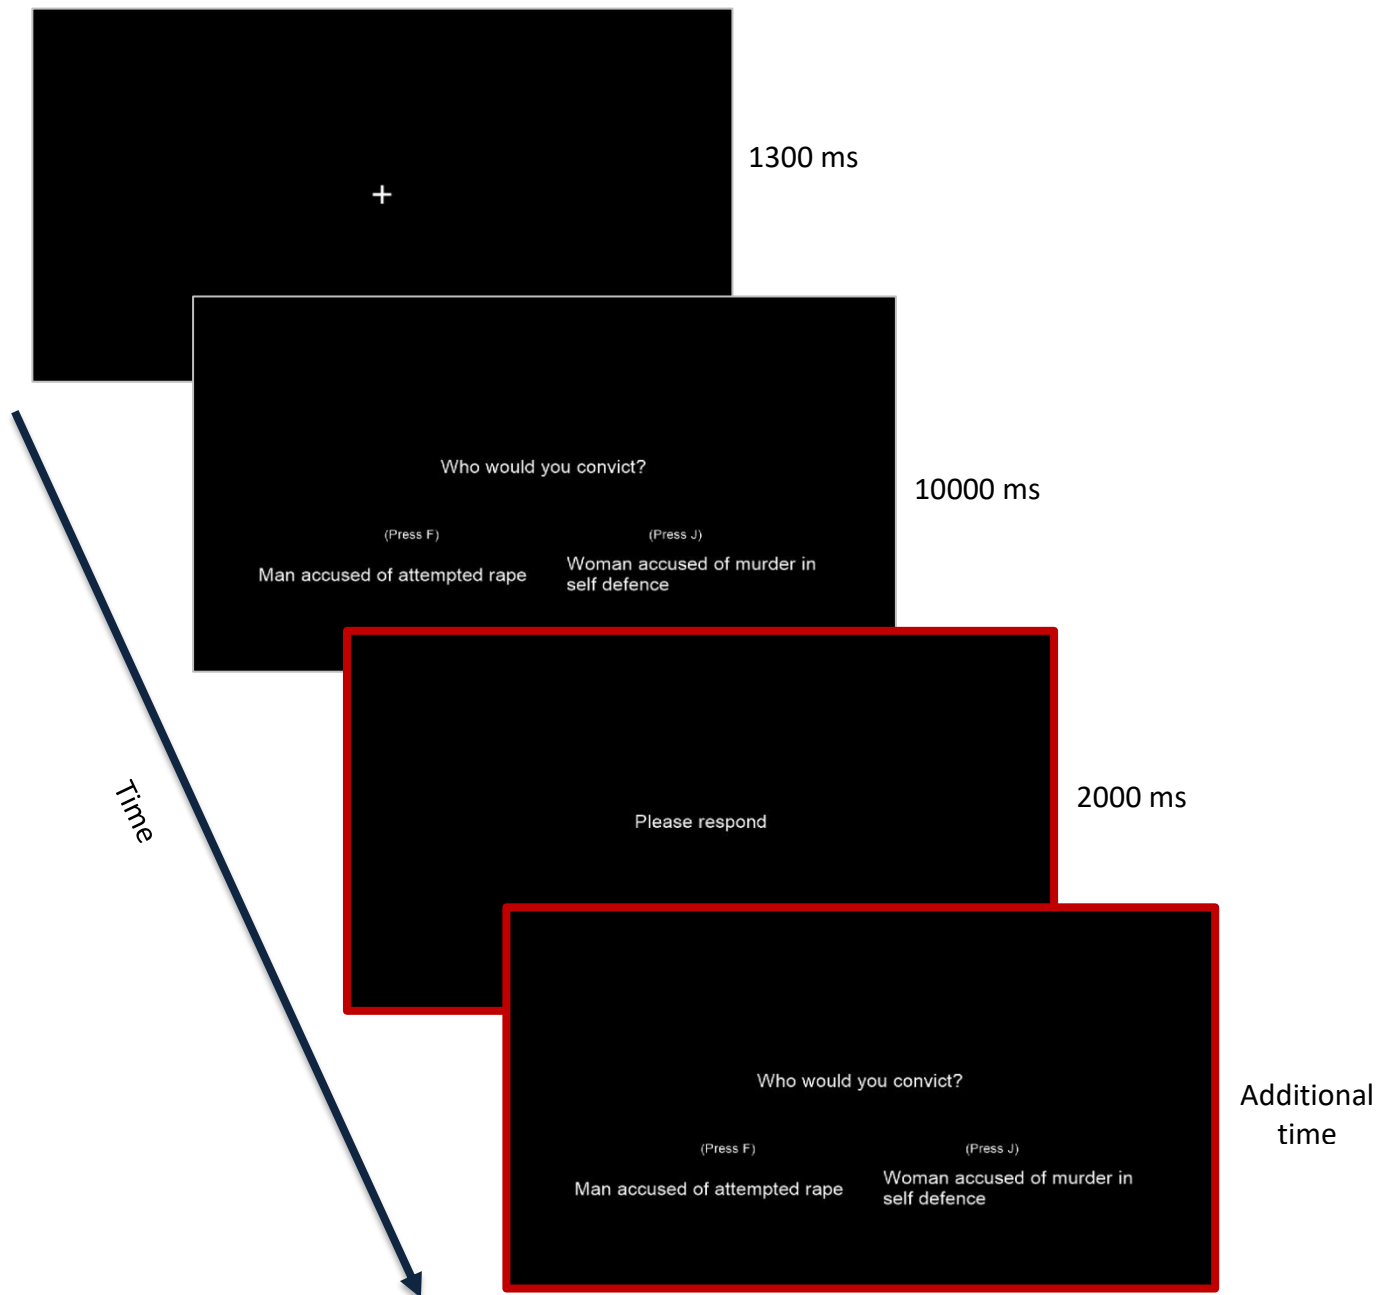 +
1300 ms
Who would you convict?
(Press F)
(Press J)
Man accused of attempted rape
Woman accused of murder in
self defence
10000 ms
Please respond
2000 ms
Time
Who would you convict?
(Press F)
(Press J)
Man accused of attempted rape
Woman accused of murder in
self defence
Additional
time